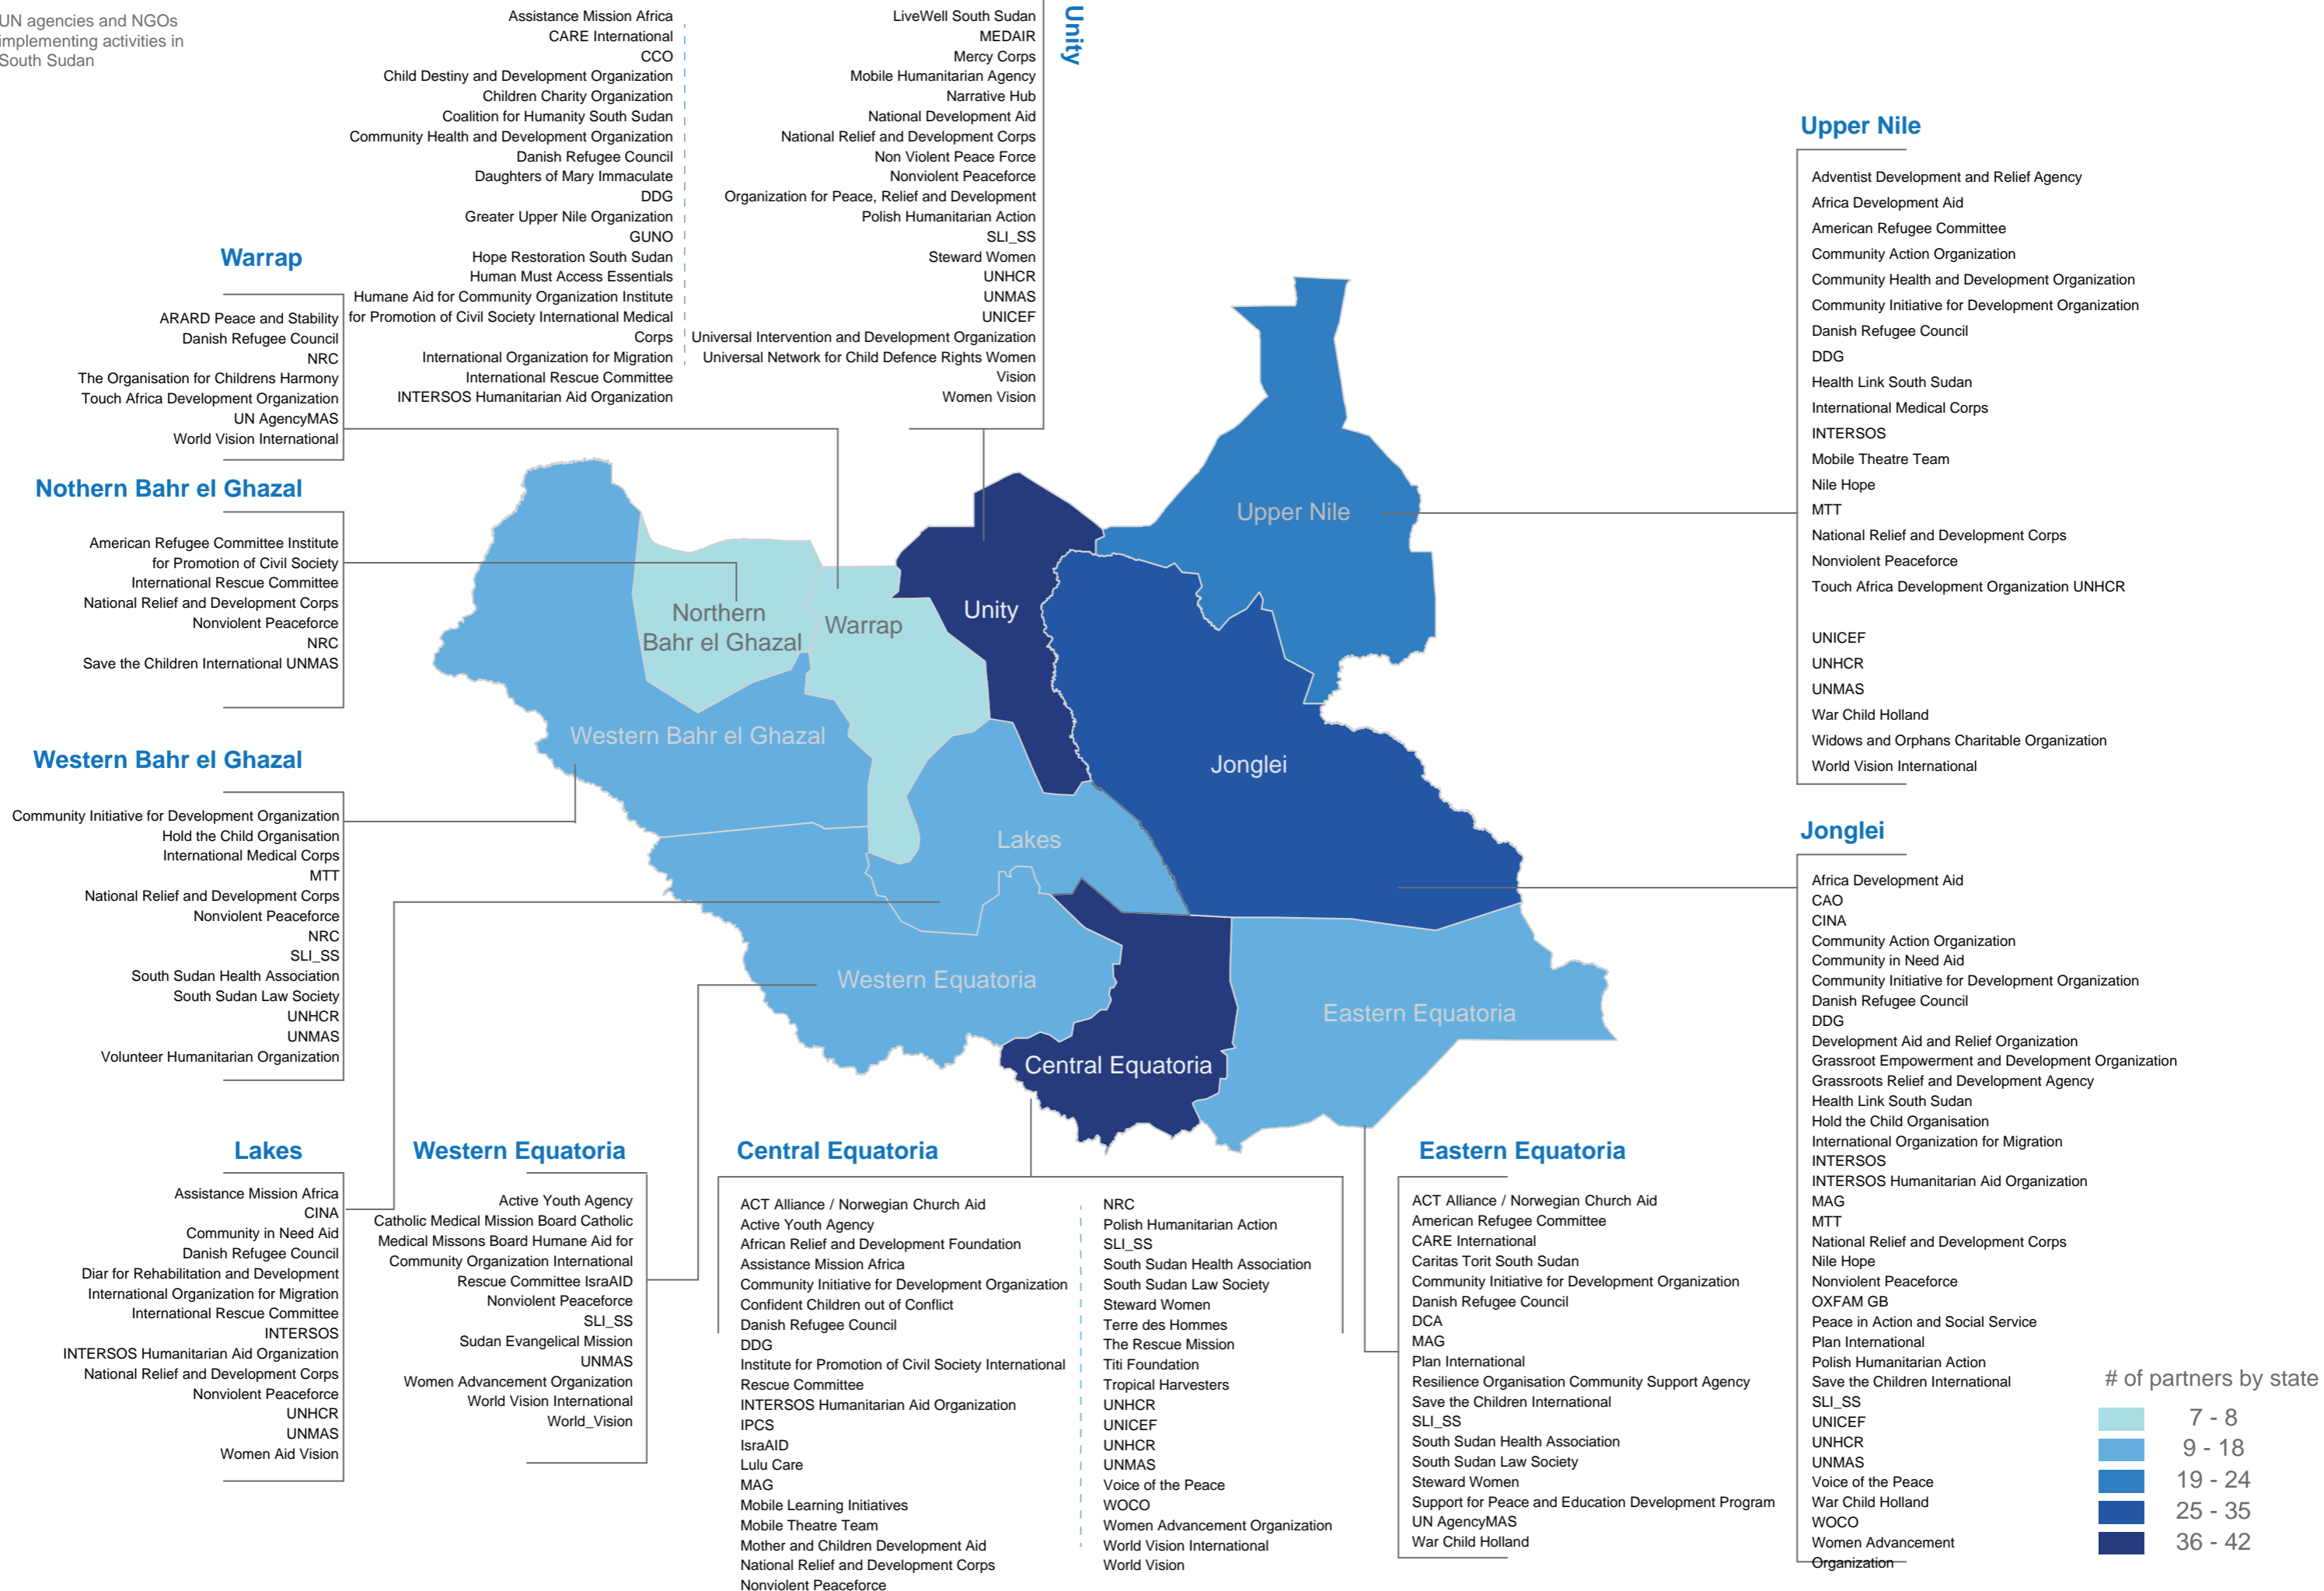 UN agencies and NGOs
implementing activities in
South Sudan
Assistance Mission Africa
CARE International
CCO
Child Destiny and Development Organization
Children Charity Organization
Coalition for Humanity South Sudan
Community Health and Development Organization
Danish Refugee Council
Daughters of Mary Immaculate
DDG
Greater Upper Nile Organization
GUNO
Hope Restoration South Sudan
Human Must Access Essentials
Humane Aid for Community Organization Institute
for Promotion of Civil Society International Medical
Corps
International Organization for Migration
International Rescue Committee
INTERSOS Humanitarian Aid Organization
LiveWell South Sudan
MEDAIR
Mercy Corps
Mobile Humanitarian Agency
Narrative Hub
National Development Aid
National Relief and Development Corps
Non Violent Peace Force
Nonviolent Peaceforce
Organization for Peace, Relief and Development
Polish Humanitarian Action
SLI_SS
Steward Women
UNHCR
UNMAS
UNICEF
Universal Intervention and Development Organization
Universal Network for Child Defence Rights Women
Vision
Women Vision
Unity
Warrap
ARARD Peace and Stability
Danish Refugee Council
NRC
The Organisation for Childrens Harmony
Touch Africa Development Organization
UN AgencyMAS
World Vision International
Nothern Bahr el Ghazal
American Refugee Committee Institute
for Promotion of Civil Society
International Rescue Committee
National Relief and Development Corps
Nonviolent Peaceforce
NRC
Save the Children International UNMAS
Western Bahr el Ghazal
Community Initiative for Development Organization
Hold the Child Organisation
International Medical Corps
MTT
National Relief and Development Corps
Nonviolent Peaceforce
NRC
SLI_SS
South Sudan Health Association
South Sudan Law Society
UNHCR
UNMAS
Volunteer Humanitarian Organization
Upper Nile
Northern
Bahr el Ghazal
Warrap
Unity
Western Bahr el Ghazal
Jonglei
Lakes
Western Equatoria
Eastern Equatoria
Central Equatoria
Upper Nile
Adventist Development and Relief Agency
Africa Development Aid
American Refugee Committee
Community Action Organization
Community Health and Development Organization
Community Initiative for Development Organization
Danish Refugee Council
DDG
Health Link South Sudan
International Medical Corps
INTERSOS
Mobile Theatre Team
Nile Hope
MTT
National Relief and Development Corps
Nonviolent Peaceforce
Touch Africa Development Organization UNHCR
UNICEF
UNHCR
UNMAS
War Child Holland
Widows and Orphans Charitable Organization
World Vision International
Jonglei
Africa Development Aid
CAO
CINA
Community Action Organization
Community in Need Aid
Community Initiative for Development Organization
Danish Refugee Council
DDG
Development Aid and Relief Organization
Grassroot Empowerment and Development Organization
Grassroots Relief and Development Agency
Health Link South Sudan
Hold the Child Organisation
International Organization for Migration
INTERSOS
INTERSOS Humanitarian Aid Organization
MAG
MTT
National Relief and Development Corps
Nile Hope
Nonviolent Peaceforce
OXFAM GB
Peace in Action and Social Service
Plan International
Polish Humanitarian Action
Save the Children International
SLI_SS
UNICEF
UNHCR
UNMAS
Voice of the Peace
War Child Holland
WOCO
Women Advancement
Organization
Lakes
Assistance Mission Africa
CINA
Community in Need Aid
Danish Refugee Council
Diar for Rehabilitation and Development
International Organization for Migration
International Rescue Committee
INTERSOS
INTERSOS Humanitarian Aid Organization
National Relief and Development Corps
Nonviolent Peaceforce
UNHCR
UNMAS
Women Aid Vision
Western Equatoria
Active Youth Agency
Catholic Medical Mission Board Catholic
Medical Missons Board Humane Aid for
Community Organization International
Rescue Committee IsraAID
Nonviolent Peaceforce
SLI_SS
Sudan Evangelical Mission
UNMAS
Women Advancement Organization
World Vision International
World_Vision
Central Equatoria
ACT Alliance / Norwegian Church Aid
Active Youth Agency
African Relief and Development Foundation
Assistance Mission Africa
Community Initiative for Development Organization
Confident Children out of Conflict
Danish Refugee Council
DDG
Institute for Promotion of Civil Society International
Rescue Committee
INTERSOS Humanitarian Aid Organization
IPCS
IsraAID
Lulu Care
MAG
Mobile Learning Initiatives
Mobile Theatre Team
Mother and Children Development Aid
National Relief and Development Corps
Nonviolent Peaceforce
NRC
Polish Humanitarian Action
SLI_SS
South Sudan Health Association
South Sudan Law Society
Steward Women
Terre des Hommes
The Rescue Mission
Titi Foundation
Tropical Harvesters
UNHCR
UNICEF
UNHCR
UNMAS
Voice of the Peace
WOCO
Women Advancement Organization
World Vision International
World Vision
Eastern Equatoria
ACT Alliance / Norwegian Church Aid
American Refugee Committee
CARE International
Caritas Torit South Sudan
Community Initiative for Development Organization
Danish Refugee Council
DCA
MAG
Plan International
Resilience Organisation Community Support Agency
Save the Children International
SLI_SS
South Sudan Health Association
South Sudan Law Society
Steward Women
Support for Peace and Education Development Program
UN AgencyMAS
War Child Holland
# of partners by state
7 - 8
9 - 18
19 - 24
25 - 35
36 - 42